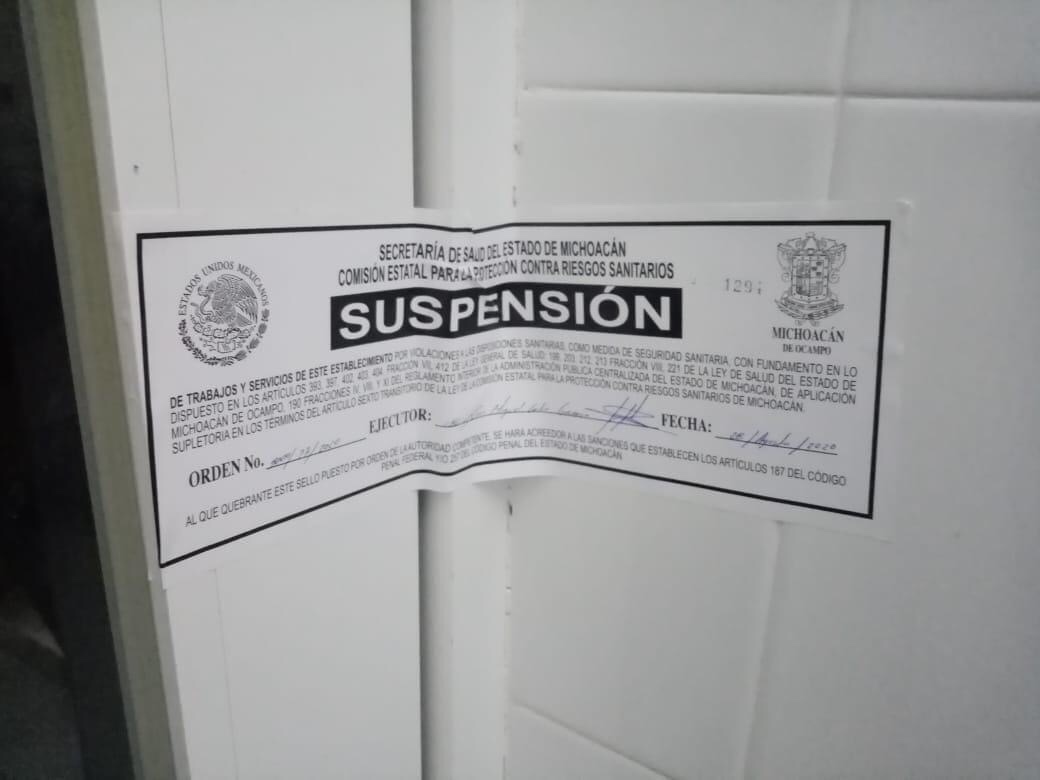 SECRETARÍA DE SALUD DEL ESTADO DE MICHOACÁN
COMISIÓN ESTATAL PARA LA PROTECCIÓN CONTRA RIESGOS SANITARIOS
SUSPENSIÓN
ESTADOS UNIDOS MEXICANOS
129
MICHOACÁN
DE OCAMPO
DE TRABAJOS Y SERVICIOS DE ESTE ESTABLECIMIENTO POR VIOLACIONES A LAS DISPOSICIONES SANITARIAS, COMO MEDIDA DE SEGURIDAD SANITARIA, CON FUNDAMENTO EN LO
DISPUESTO EN LOS ARTÍCULOS 393, 397, 402, 403, 404, FRACCIÓN VII, 412 DE LA LEY GENERAL DE SALUD; 199, 203, 212, 213 FRACCIÓN VIII, 221 DE LA LEY DE SALUD DEL ESTADO DE
MICHOACAN DE OCAMPO, 190 FRACCIONES IV, VIII, Y XI DEL REGLAMENTO INTERIOR DE LA ADMINISTRACIÓN PÚBLICA CENTRALIZADA DEL ESTADO DE MICHOACÁN, DE APLICACIÓN
SUPLETORIA EN LOS TÉRMINOS DEL ARTÍCULO SEXTO TRANSITORIO DE LA LEY DE LA COMISIÓN ESTATAL PARA LA PROTECCIÓN CONTRA RIESGOS SANITARIOS DE MICHOACÁN.
ORDEN No. EJECUTOR: Miguel FECHA: /2020
AL QUE QUEBRANTE ESTE SELLO PUESTO POR ORDEN DE LA AUTORIDAD COMPETENTE, SE HARA ACREEDOR A LAS SANCIONES QUE ESTABLECEN LOS ARTÍCULOS 187 DEL CÓDIGO
PENAL FEDERAL Y/O 257 DEL CÓDIGO PENAL DEL ESTADO DE MICHOACÁN